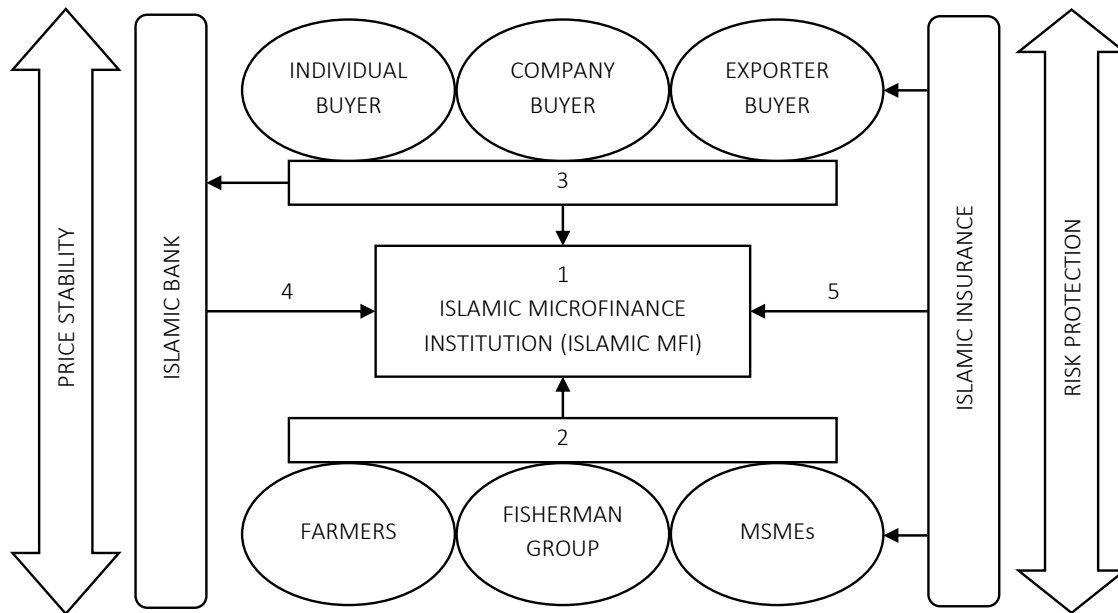 INDIVIDUAL
BUYER
COMPANY
BUYER
EXPORTER
BUYER
3
PRICE STABILITY
ISLAMIC BANK
4
1
ISLAMIC MICROFINANCE
INSTITUTION (ISLAMIC MFI)
5
ISLAMIC INSURANCE
RISK PROTECTION
2
FARMERS
FISHERMAN
GROUP
MSMEs